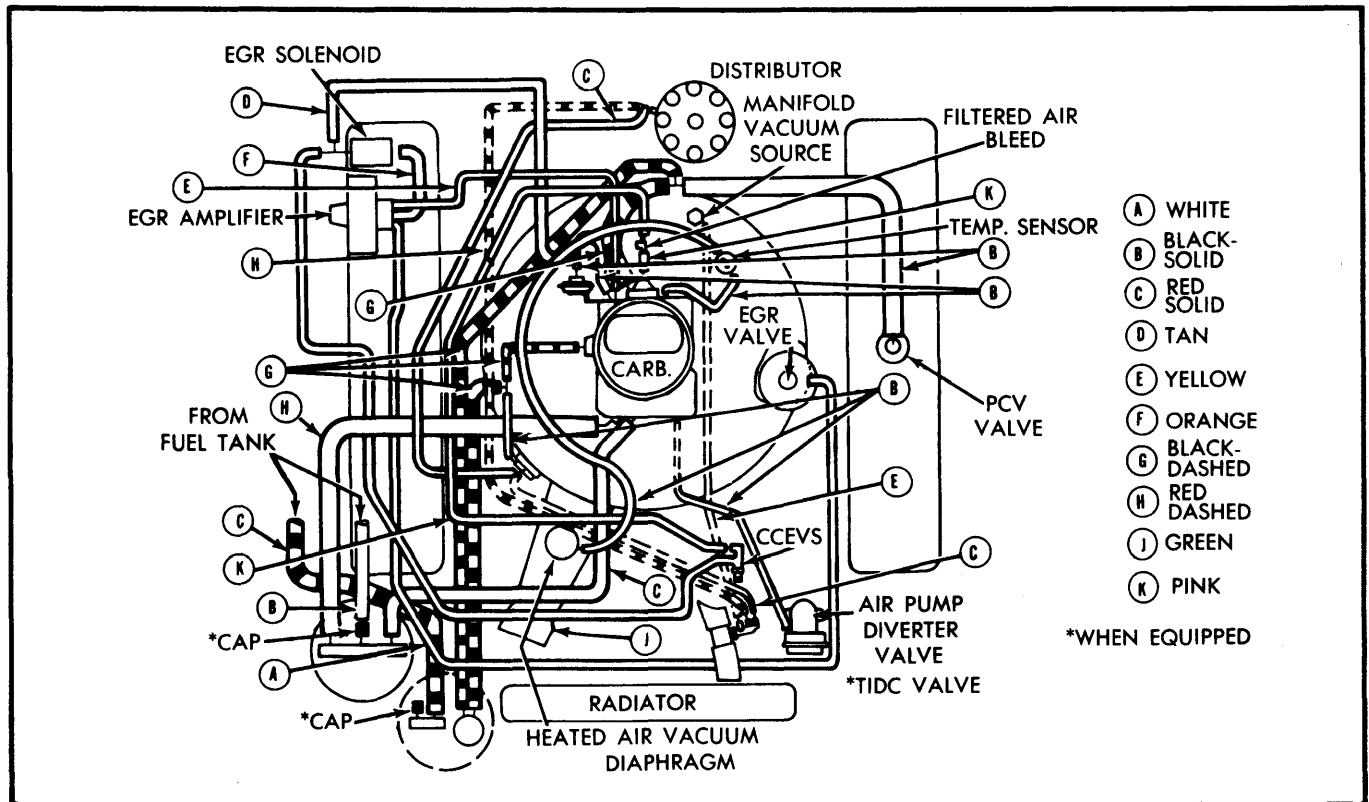 EGR SOLENOID
C
DISTRIBUTOR
D
MANIFOLD
VACUUM
SOURCE
FILTERED AIR
BLEED
F
E
K
EGR AMPLIFIER
TEMP. SENSOR
B
H
G
B
EGR
VALVE
CARB.
G
B
PCV
VALVE
H
FROM
FUEL TANK
E
C
CCEVS
K
C
C
B
AIR PUMP
DIVERTER
VALVE
*TIDC VALVE
*CAP
J
A
*CAP
RADIATOR
HEATED AIR VACUUM
DIAPHRAGM
A WHITE
B BLACK-
SOLID
C RED
SOLID
D TAN
E YELLOW
F ORANGE
G BLACK-
DASHED
H RED
DASHED
J GREEN
K PINK
*WHEN EQUIPPED